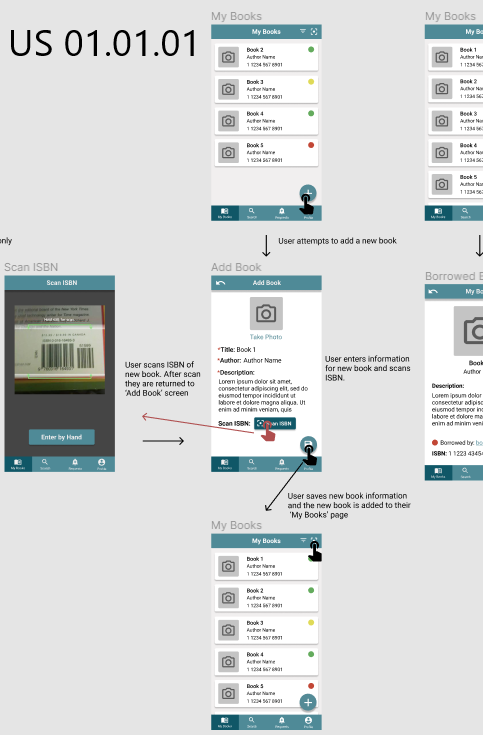 US 01.01.01
My Books
My Books
Book 2
Author Name
1 1234 567 8901
Book 3
Author Name
1 1234 567 8901
Book 4
Author Name
1 1234 567 8901
Book 5
Author Name
1 1234 567 8901
My Books
Search
Requests
Profile
My Books
My Bo
Book 1
Author Na
1 1234 56
Book 2
Author Na
1 1234 56
Book 3
Author Na
1 1234 56
Book 4
Author Na
1 1234 56
Book 5
Author Na
1 1234 56
My Books
Search
User attempts to add a new book
only
Scan ISBN
Scan ISBN
Enter by Hand
My Books
Search
Requests
Profile
User scans ISBN of
new book. After scan
they are returned to
'Add Book' screen
Add Book
Add Book
Take Photo
*Title: Book 1
*Author: Author Name
*Description:
Lorem ipsum dolor sit amet,
consectetur adipiscing elit, sed do
eiusmod tempor incididunt ut
labore et dolore magna aliqua. Ut
enim ad minim veniam, quis
Scan ISBN:
Scan ISBN
My Books
Search
Requests
Profile
User enters information
for new book and scans
ISBN.
Borrowed B
My Bo
Book
Author
Description:
Lorem ipsum dolor
consectetur adipisc
eiusmod tempor inc
labore et dolore ma
enim ad minim veni
Borrowed by: bo
ISBN: 1 1223 4345
My Books
Search
User saves new book information
and the new book is added to their
'My Books' page
My Books
My Books
Book 1
Author Name
1 1234 567 8901
Book 2
Author Name
1 1234 567 8901
Book 3
Author Name
1 1234 567 8901
Book 4
Author Name
1 1234 567 8901
Book 5
Author Name
1 1234 567 8901
My Books
Search
Requests
Profile